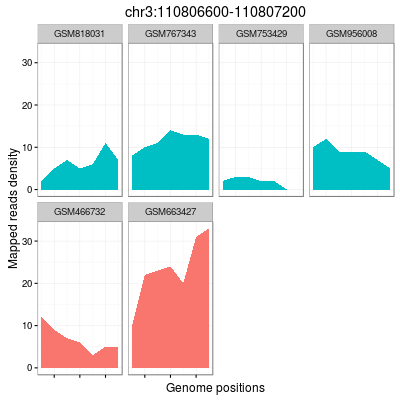 chr3:110806600-110807200
GSM818031 GSM767343 GSM753429 GSM956008
30
20
10
0
GSM466732 GSM663427
30
20
10
0
Mapped reads density
Genome positions